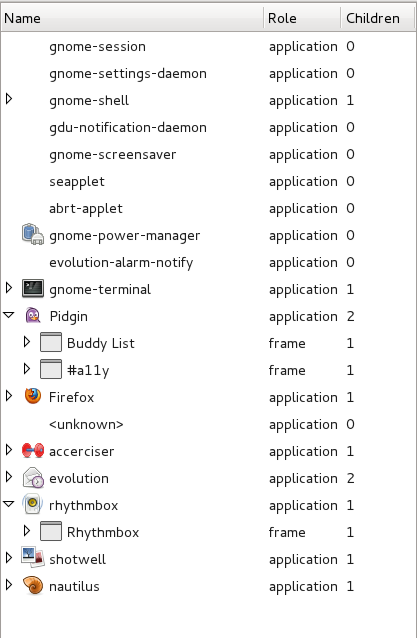 Name Role Children
gnome-session application 0
gnome-settings-daemon application 0
gnome-shell application 1
gdu-notification-daemon application 0
gnome-screensaver application 0
seapplet application 0
abrt-applet application 0
gnome-power-manager application 0
evolution-alarm-notify application 0
gnome-terminal application 1
Pidgin application 2
Buddy List frame 1
#a11y frame 1
Firefox application 1
<unknown> application 0
accerciser application 1
evolution application 2
rhythmbox application 1
Rhythmbox frame 1
shotwell application 1
nautilus application 1